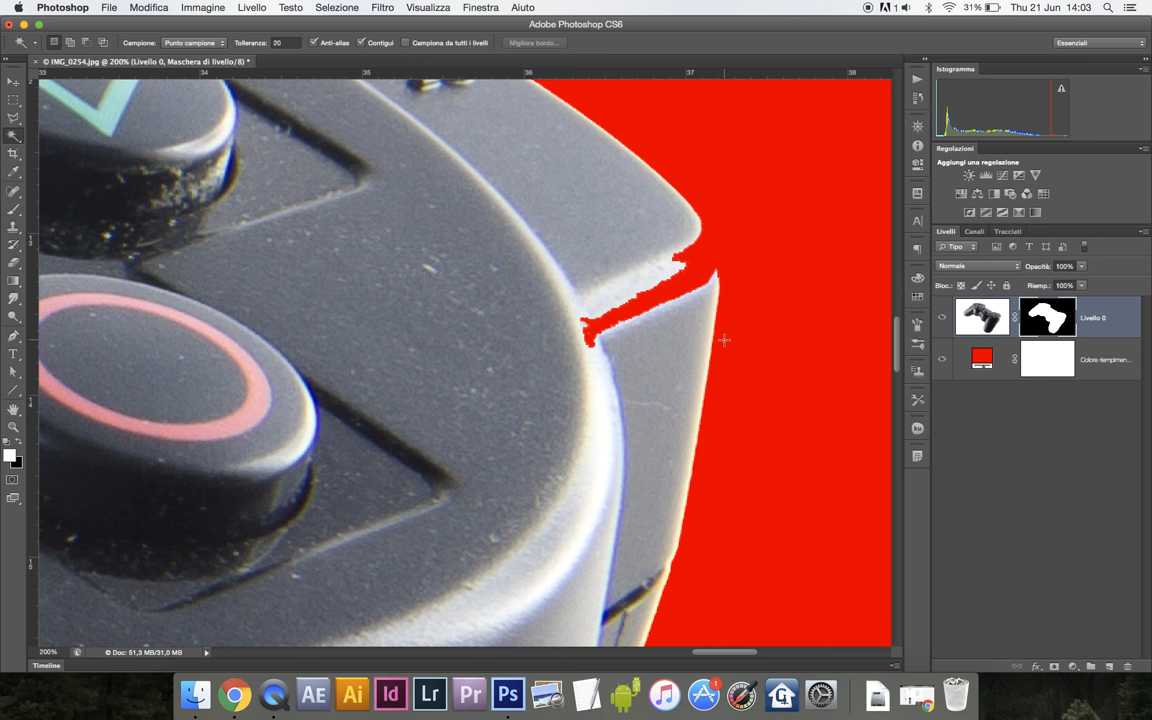 Photoshop File Modifica Immagine Livello Testo Selezione Filtro Visualizza Finestra Aiuto 1 31% Thu 21 Jun 14:03
Adobe Photoshop CS6
Campione: Punto campione Tolleranza: 20 Anti-alias Contigui Campiona da tutti i livelli Migliora bordo... Essenziali
× © IMG_0254.jpg @ 200% (Livello 0, Maschera di livello/8) *
33 34 35 36 37 38
Istogramma
Regolazioni
Aggiungi una regolazione
Livelli Canali Tracciati
Tipo
Normale Opacità: 100%
Bloc.: Riemp.: 100%
Livello 0
Colore riempimen...
200% © Doc: 51,3 MB/31,0 MB
Timeline
AE Ai Id Lr Pr Ps 1